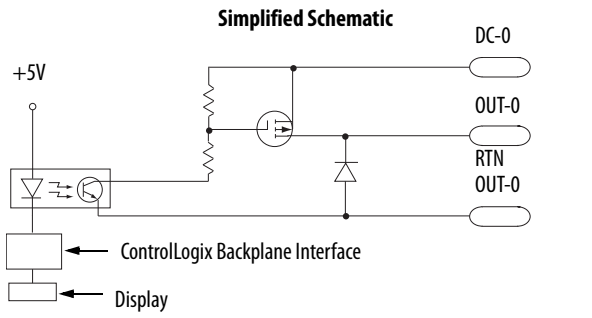 Simplified Schematic
DC-0
+5V
OUT-0
RTN
OUT-0
ControlLogix Backplane Interface
Display